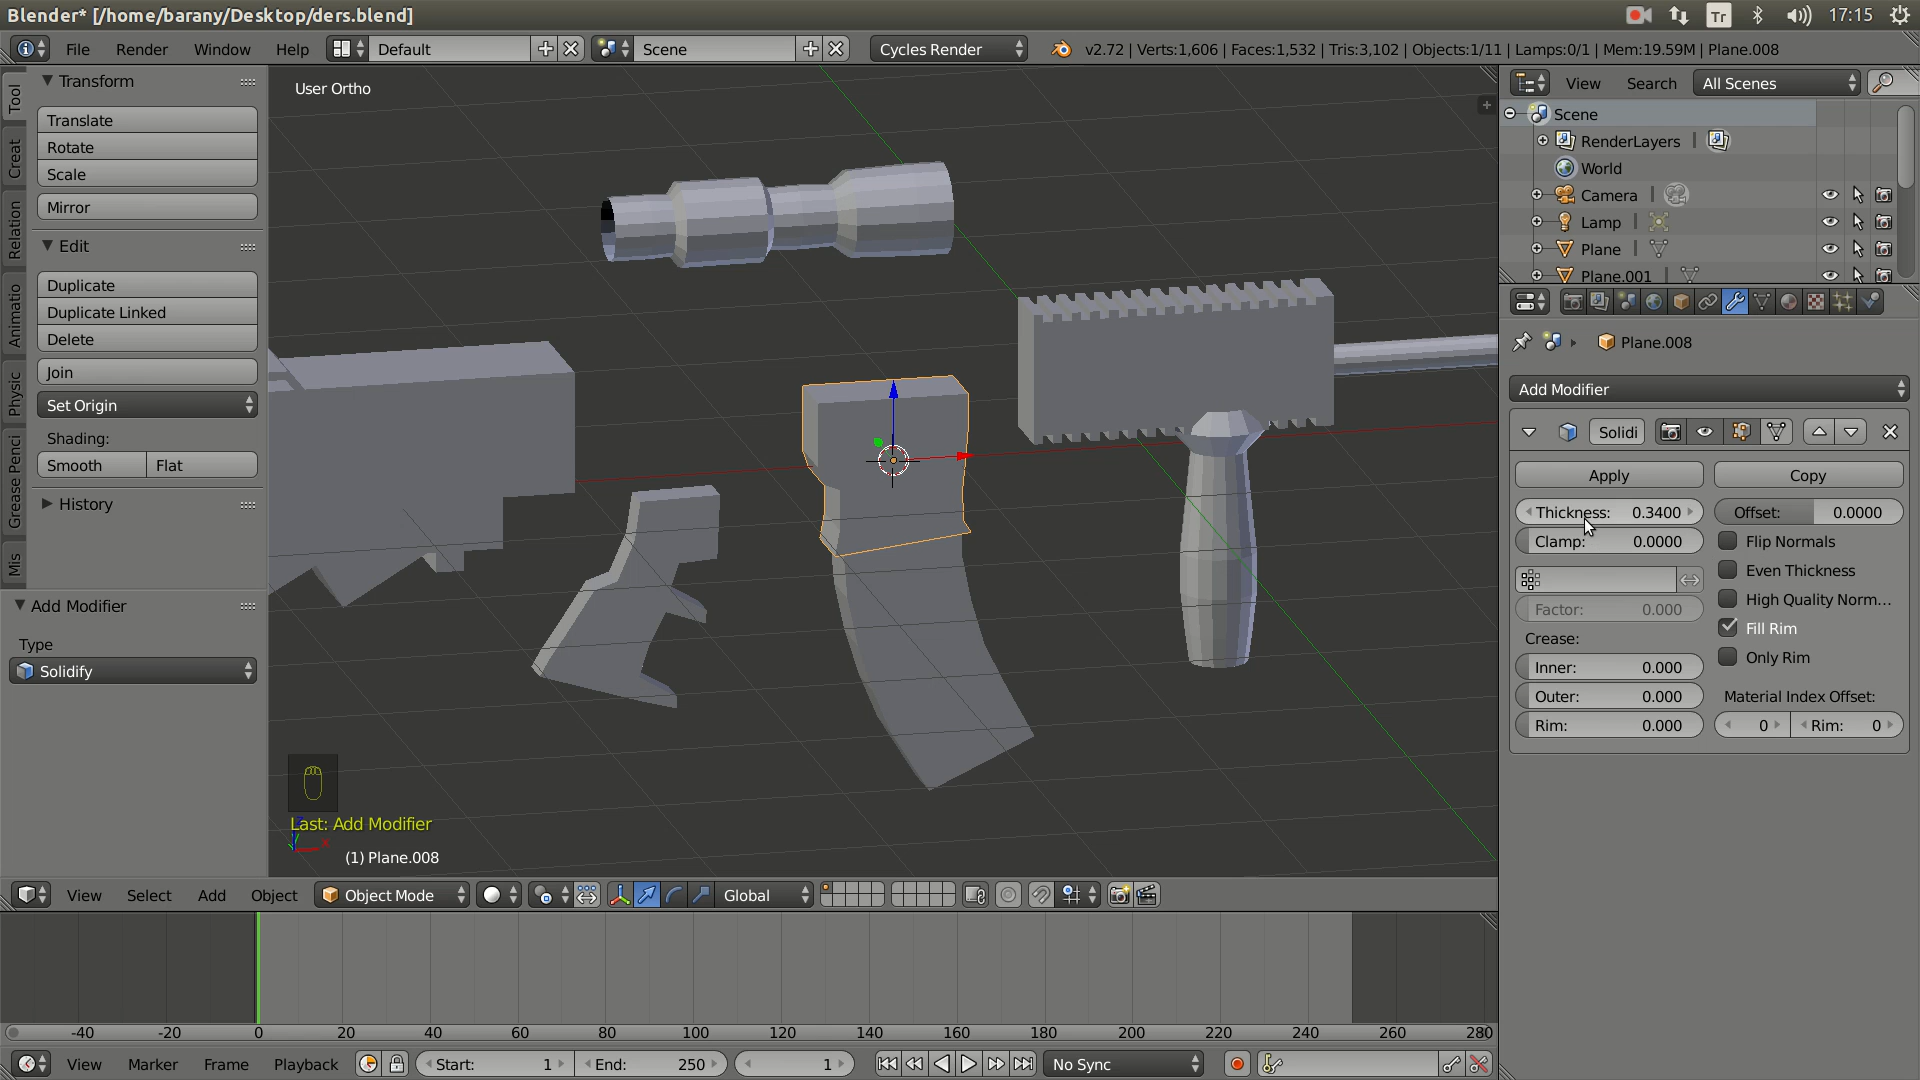 Blender* [/home/barany/Desktop/ders.blend]
Tr
17:15
File Render Window Help Default Scene Cycles Render v2.72 | Verts:1,606 | Faces:1,532 | Tris:3,102 | Objects:1/11 | Lamps:0/1 | Mem:19.59M | Plane.008
Tool
Creat
Relation
Animatio
Physic
Grease Penci
Mis
Transform
Translate
Rotate
Scale
Mirror
Edit
Duplicate
Duplicate Linked
Delete
Join
Set Origin
Shading:
Smooth Flat
History
Add Modifier
Type
Solidify
User Ortho
Last: Add Modifier
(1) Plane.008
View Select Add Object Object Mode Global
-40 -20 0 20 40 60 80 100 120 140 160 180 200 220 240 260 280
View Marker Frame Playback Start: 1 End: 250 1 No Sync
View Search All Scenes
Scene
RenderLayers
World
Camera
Lamp
Plane
Plane.001
Plane.008
Add Modifier
Solidi
Apply Copy
Thickness: 0.3400 Offset: 0.0000
Clamp: 0.0000 Flip Normals
Even Thickness
Factor: 0.000 High Quality Norm...
Crease: Fill Rim
Inner: 0.000 Only Rim
Outer: 0.000 Material Index Offset:
Rim: 0.000 0 Rim: 0